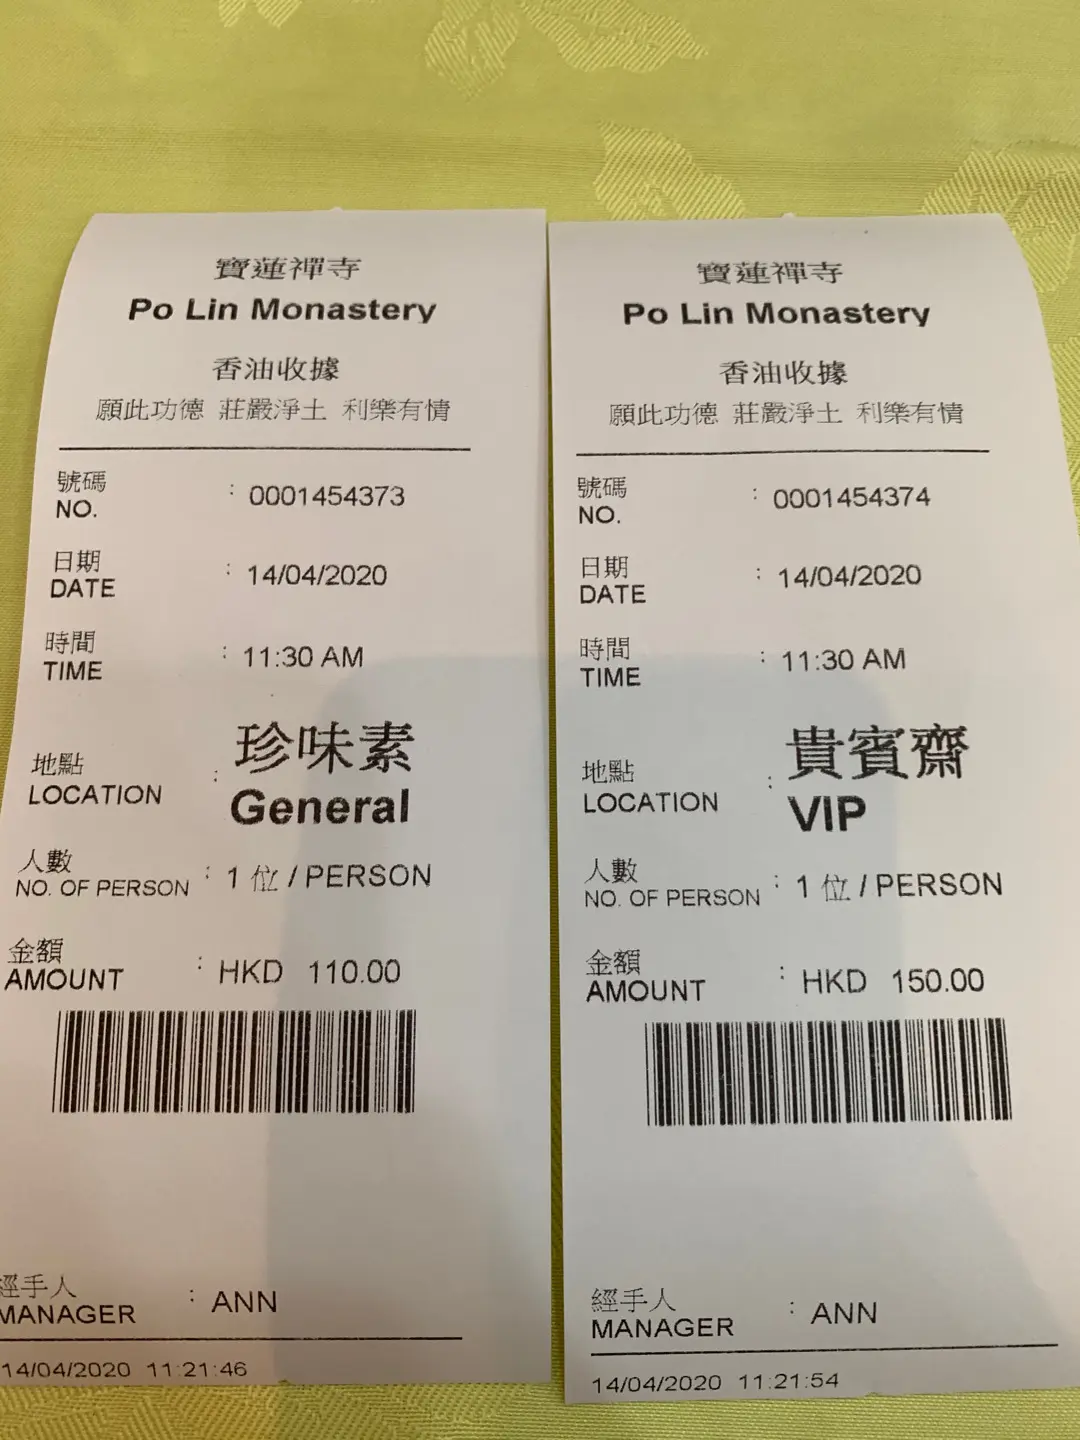 寶蓮禪寺
Po Lin Monastery
香油收據
願此功德 莊嚴淨土 利樂有情
號碼
NO. : 0001454373
日期
DATE : 14/04/2020
時間
TIME : 11:30 AM
珍味素
地點
LOCATION : General
人數
NO. OF PERSON : 1 位 / PERSON
金額
AMOUNT : HKD 110.00
經手人
MANAGER : ANN
14/04/2020 11:21:46
寶蓮禪寺
Po Lin Monastery
香油收據
願此功德 莊嚴淨土 利樂有情
號碼
NO. : 0001454374
日期
DATE : 14/04/2020
時間
TIME : 11:30 AM
貴賓齋
地點
LOCATION : VIP
人數
NO. OF PERSON : 1 位 / PERSON
金額
AMOUNT : HKD 150.00
經手人
MANAGER : ANN
14/04/2020 11:21:54